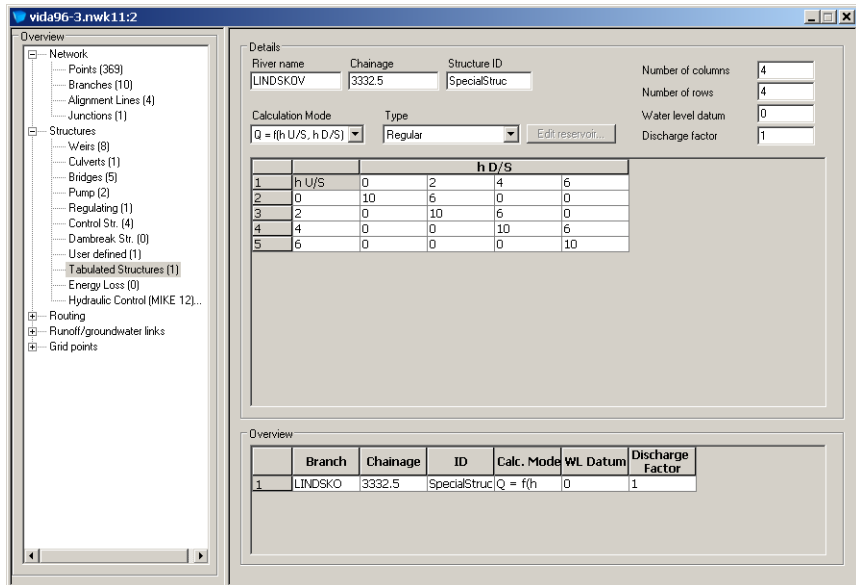 vida96-3.nwk11:2
Overview
Network
Points (369)
Branches (10)
Alignment Lines (4)
Junctions (1)
Structures
Weirs (8)
Culverts (1)
Bridges (5)
Pump (2)
Regulating (1)
Control Str. (4)
Dambreak Str. (0)
User defined (1)
Tabulated Structures (1)
Energy Loss (0)
Hydraulic Control (MIKE 12)...
Routing
Runoff/groundwater links
Grid points
Details
River name Chainage Structure ID
LINDSKOV 3332.5 SpecialStruc
Number of columns 4
Number of rows 4
Water level datum 0
Discharge factor 1
Calculation Mode Type
Q = f(h U/S, h D/S) Regular Edit reservoir...
h D/S
1 h U/S 0 2 4 6
2 0 10 6 0 0
3 2 0 10 6 0
4 4 0 0 10 6
5 6 0 0 0 10
Overview
Branch Chainage ID Calc. Mode WL Datum Discharge Factor
1 LINDSKO 3332.5 SpecialStruc Q = f(h 0 1